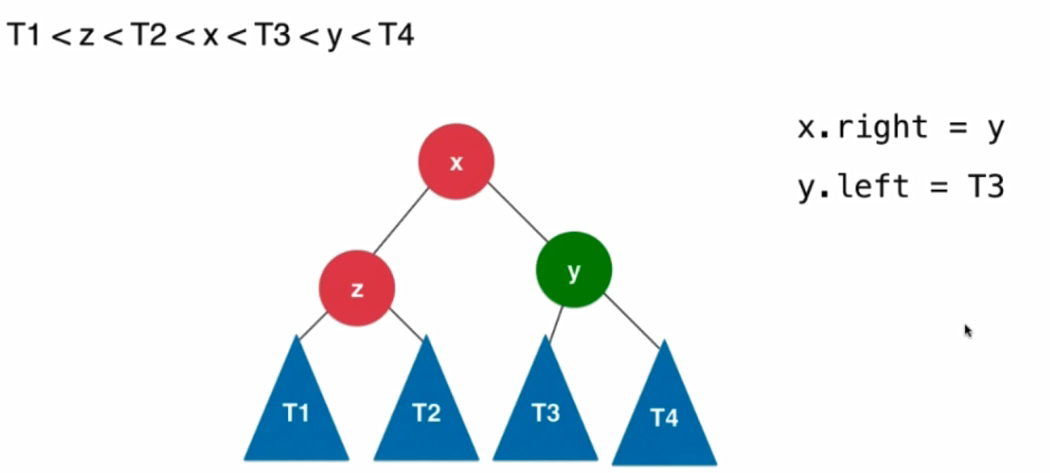 T1 < z < T2 < x < T3 < y < T4
x.right = y
y.left = T3
x
y
z
T1
T2
T3
T4